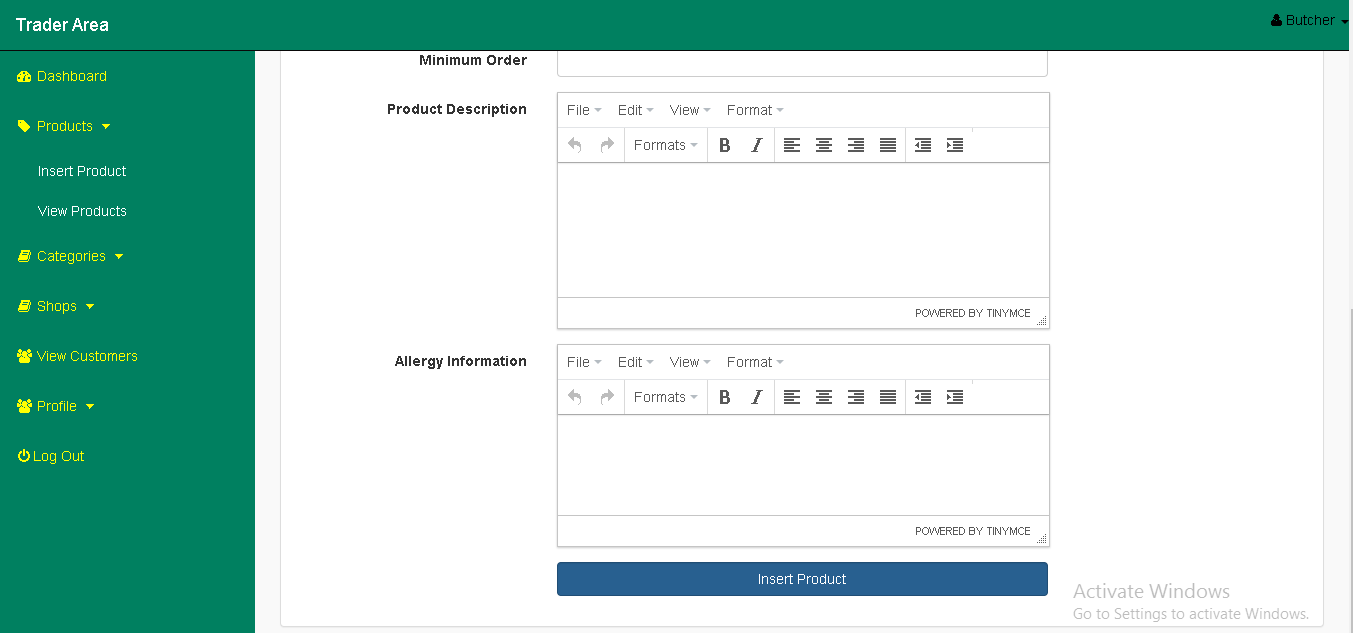 Trader Area
Butcher
Dashboard
Products
Insert Product
View Products
Categories
Shops
View Customers
Profile
Log Out
Minimum Order
Product Description
File Edit View Format
Formats B I
POWERED BY TINYMCE
Allergy Information
File Edit View Format
Formats B I
POWERED BY TINYMCE
Insert Product
Activate Windows
Go to Settings to activate Windows.